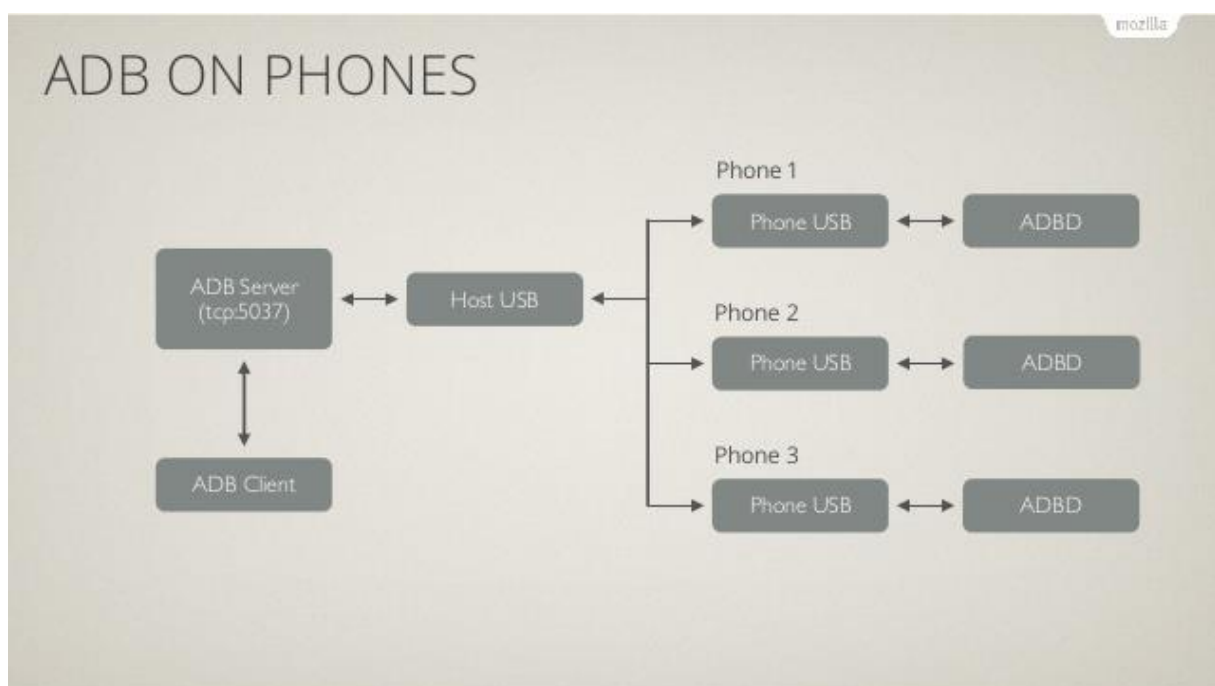 mozilla
ADB ON PHONES
Phone 1
Phone USB
ADBD
ADB Server
(tcp:5037)
Host USB
Phone 2
Phone USB
ADBD
Phone 3
ADB Client
Phone USB
ADBD